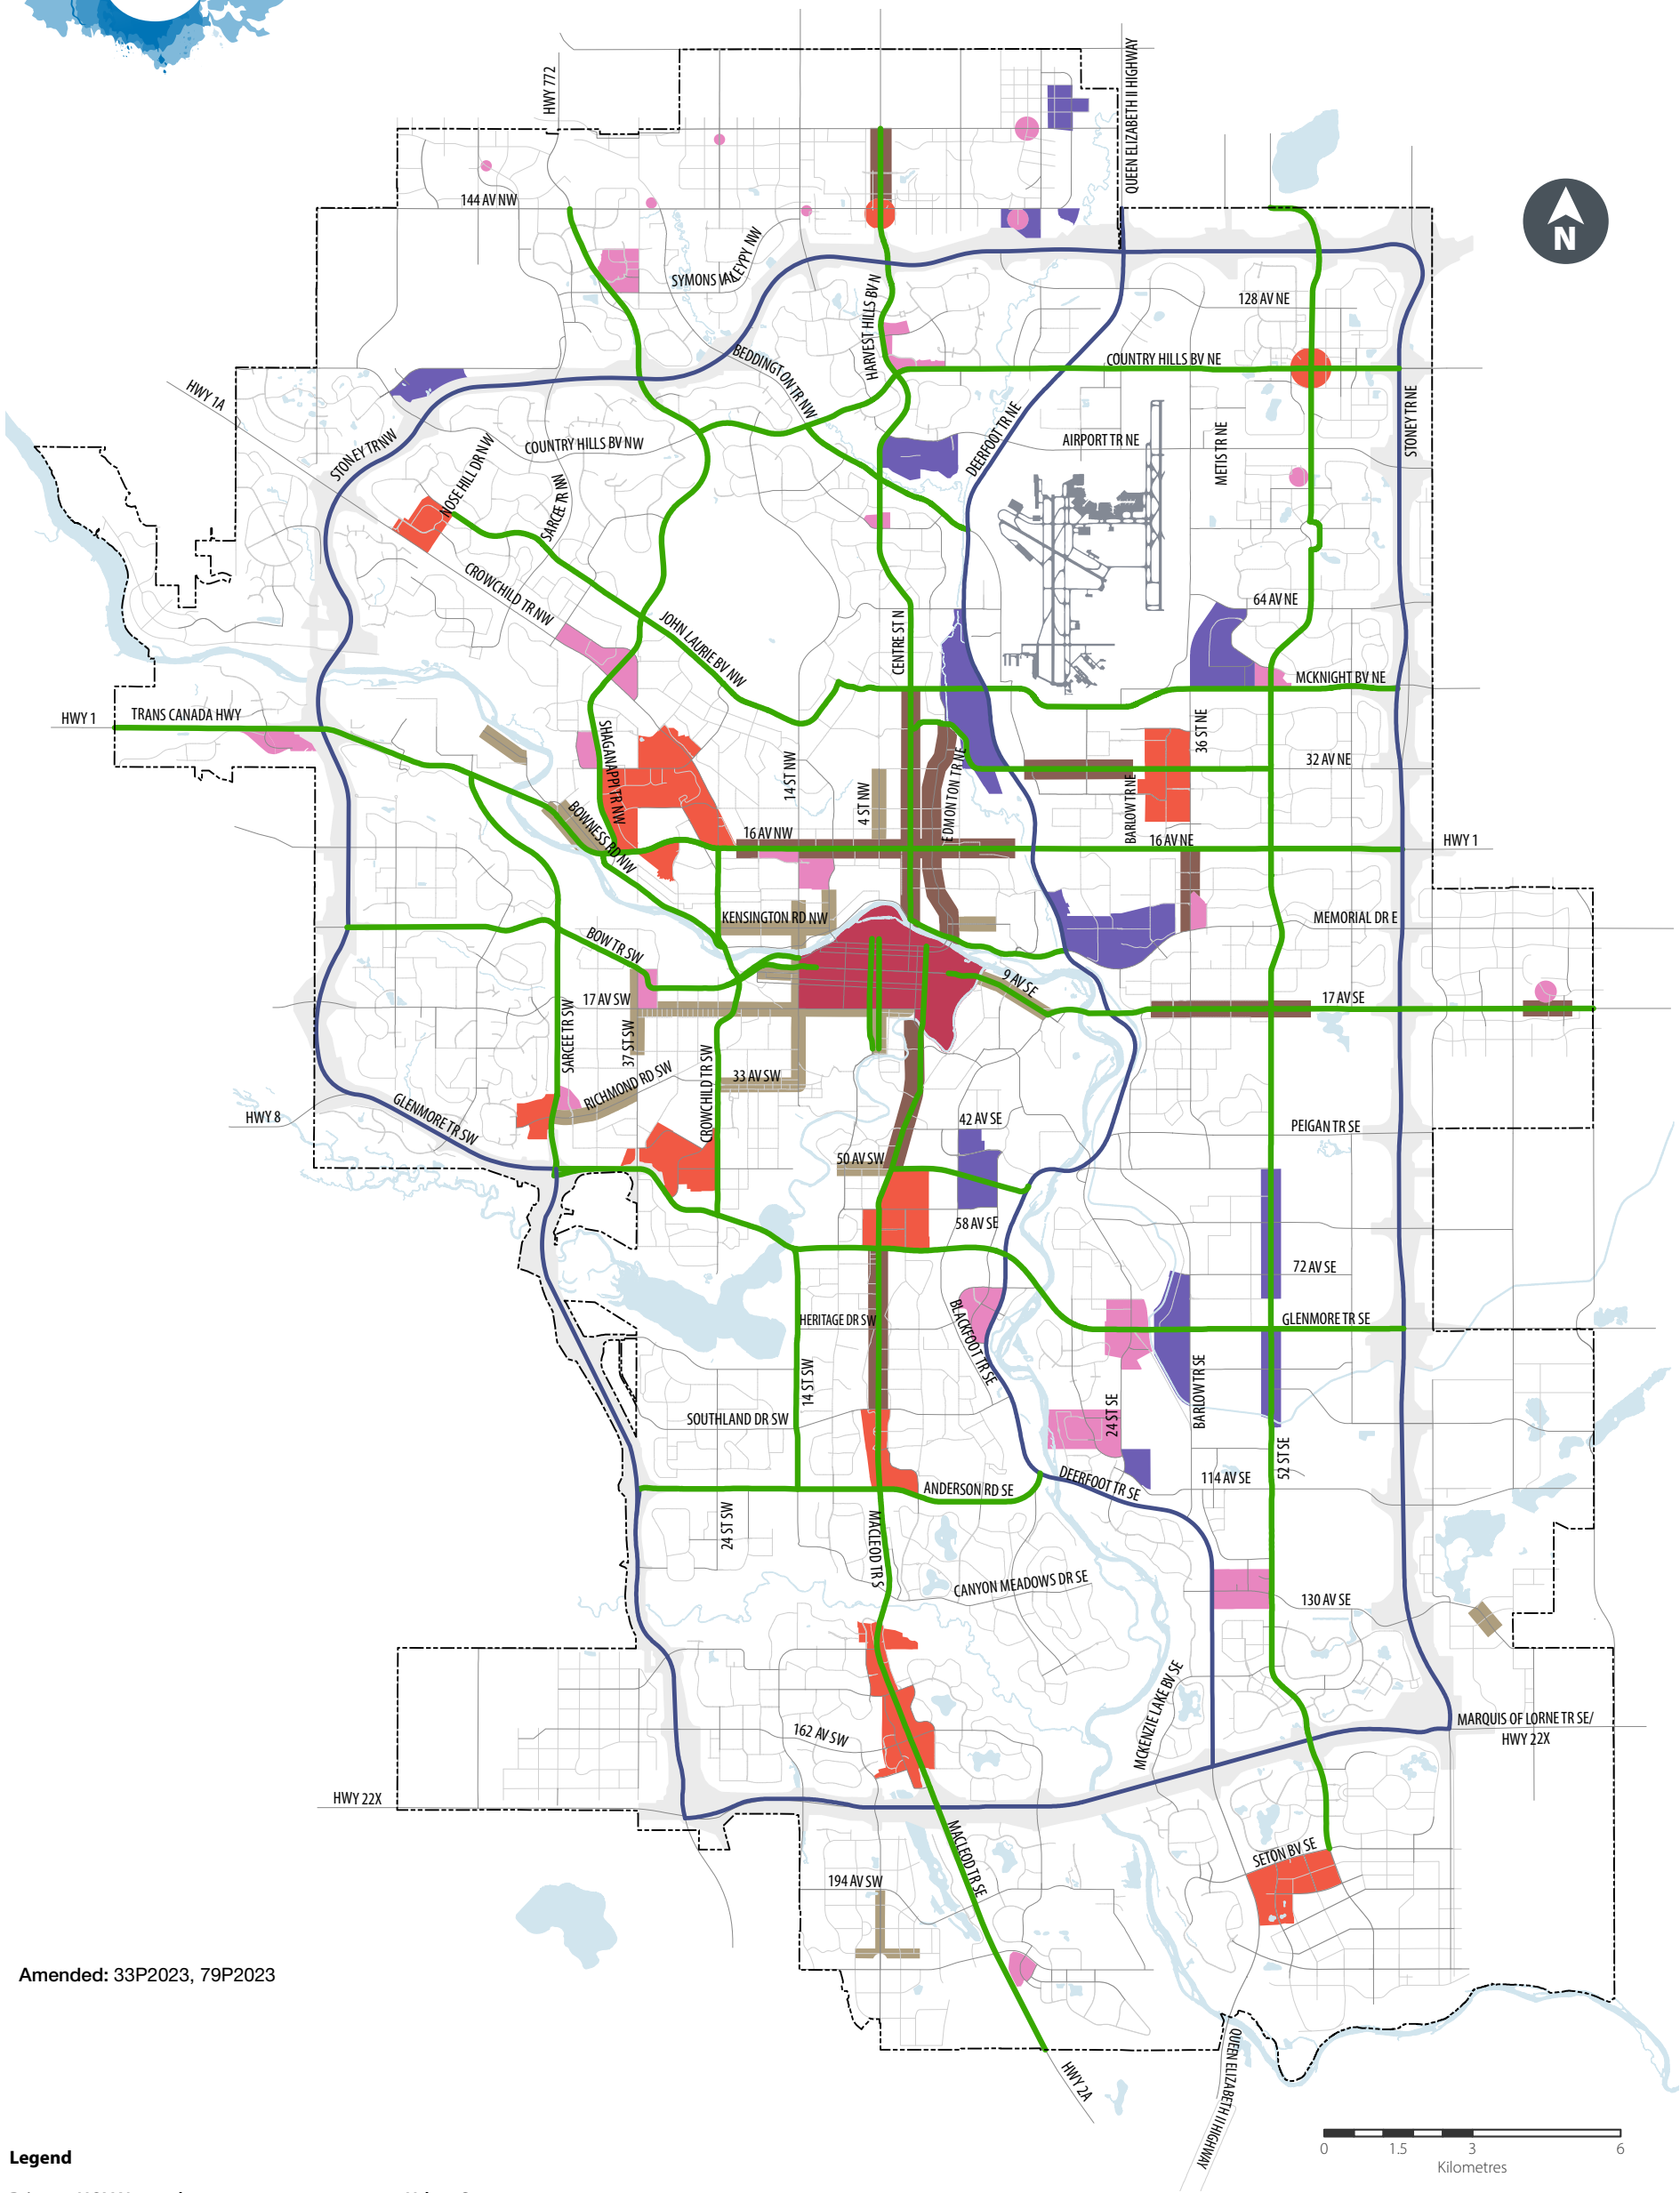 HWY 772
QUEEN ELIZABETH II HIGHWAY
144 AV NW
SYMONS VALLEYPY NW
N
128 AV NE
HARVEST HILLS BV N
BEDDINGTON TR NW
COUNTRY HILLS BV NE
HWY 1A
STONEY TR NE
STONEY TR NW
NOSE HILL DR NW
COUNTRY HILLS BV NW
DEERFOOT TR NE
AIRPORT TR NE
METIS TR NE
SARCEE TR NW
CROWCHILD TR NW
64 AV NE
JOHN LAURIE BV NW
CENTRE ST N
MCKNIGHT BV NE
HWY 1
TRANS CANADA HWY
SHAGANAPPI TR NW
36 ST NE
14 ST NW
4 ST NW
EDMONTON TR NE
32 AV NE
BARLOW TR NE
BOWNESS RD NW
16 AV NW
16 AV NE
HWY 1
KENSINGTON RD NW
MEMORIAL DR E
BOW TR SW
9 AV SE
17 AV SW
17 AV SE
SARCEE TR SW
37 ST SW
CROWCHILD TR SW
33 AV SW
RICHMOND RD SW
HWY 8
GLENMORE TR SW
42 AV SE
PEIGAN TR SE
50 AV SW
58 AV SE
72 AV SE
HERITAGE DR SW
BLACKFOOT TR SE
GLENMORE TR SE
14 ST SW
24 ST SE
BARLOW TR SE
SOUTHLAND DR SW
52 ST SE
ANDERSON RD SE
DEERFOOT TR SE
114 AV SE
24 ST SW
MACLEOD TR S
CANYON MEADOWS DR SE
130 AV SE
MCKENZIE LAKE BV SE
162 AV SW
MARQUIS OF LORNE TR SE/
HWY 22X
HWY 22X
MACLEOD TR SE
SETON BV SE
194 AV SW
Amended: 33P2023, 79P2023
HWY 2A
QUEEN ELIZABETH II HIGHWAY
0 1.5 3 6
Kilometres
Legend